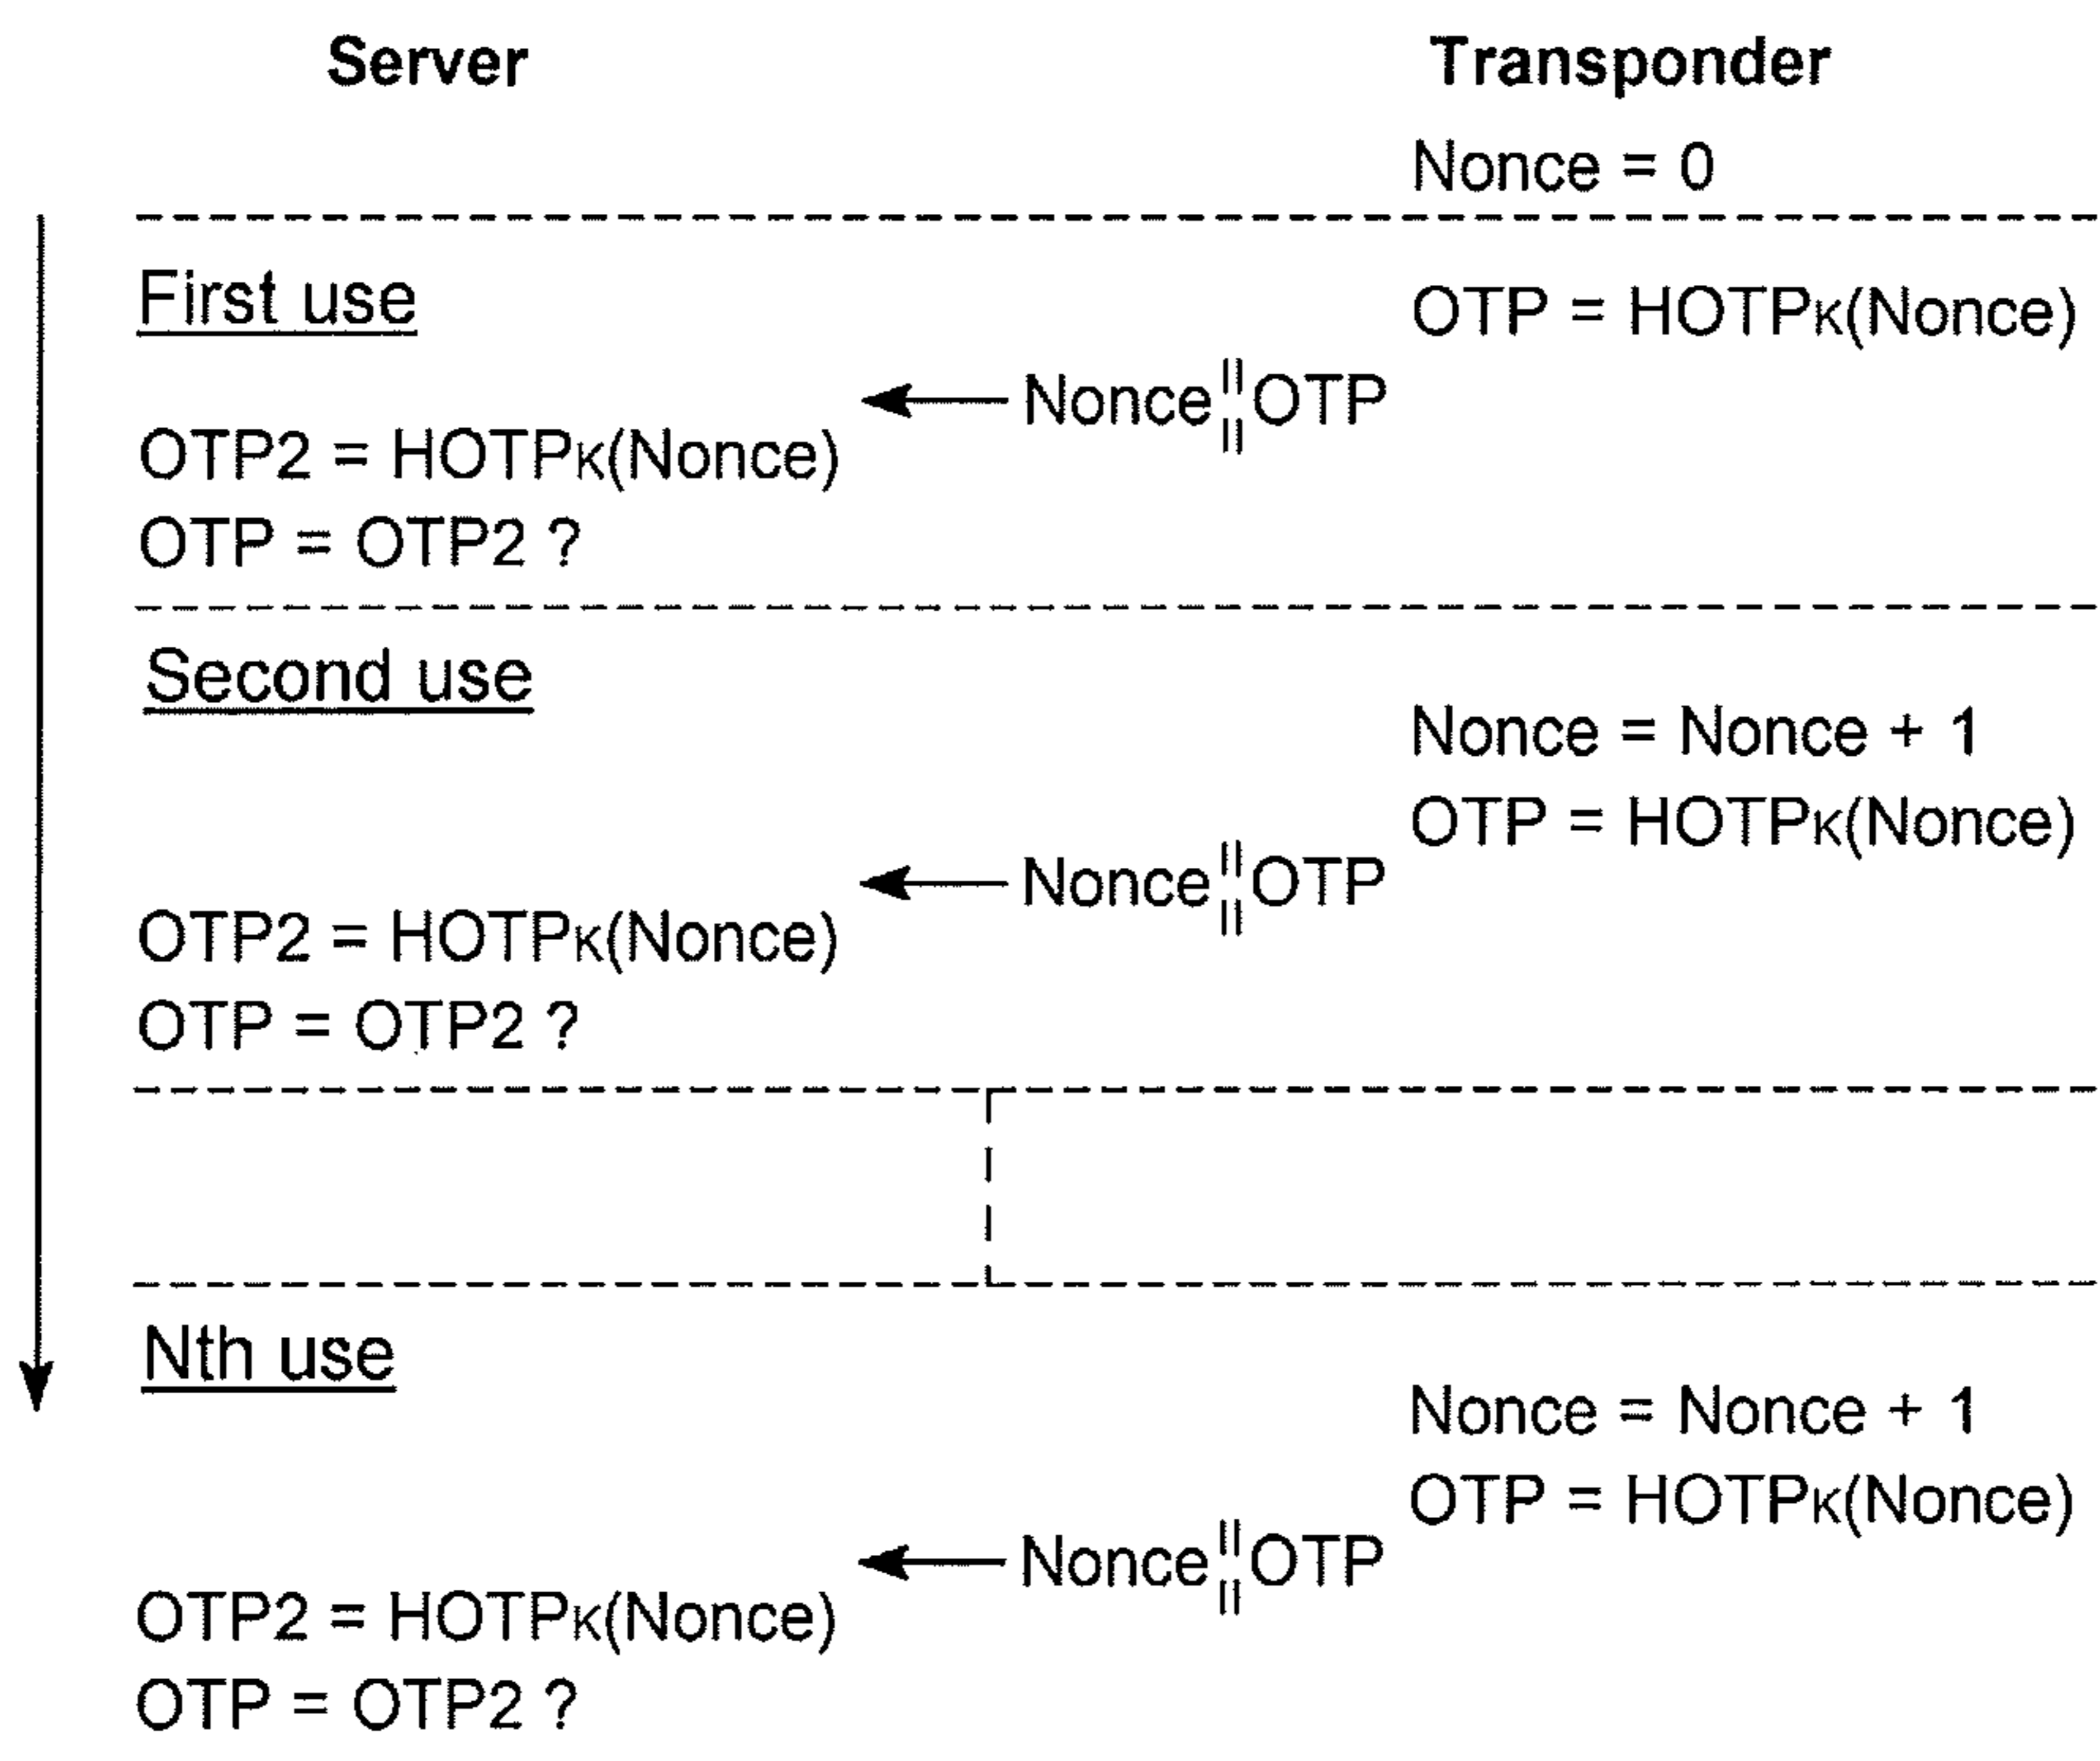 Server
Transponder
Nonce = 0
First use
OTP = HOTPK(Nonce)
Nonce || OTP
OTP2 = HOTPK(Nonce)
OTP = OTP2 ?
Second use
Nonce = Nonce + 1
OTP = HOTPK(Nonce)
Nonce || OTP
OTP2 = HOTPK(Nonce)
OTP = OTP2 ?
Nth use
Nonce = Nonce + 1
OTP = HOTPK(Nonce)
Nonce || OTP
OTP2 = HOTPK(Nonce)
OTP = OTP2 ?